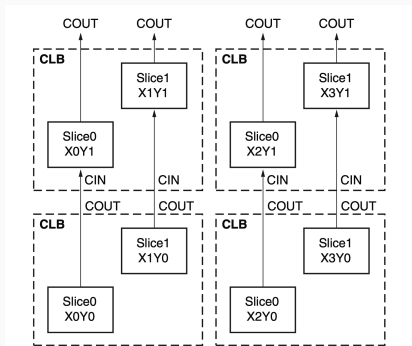 COUT COUT COUT COUT
CLB CLB
Slice1
X1Y1
Slice1
X3Y1
Slice0
X0Y1
Slice0
X2Y1
CIN CIN CIN CIN
COUT COUT COUT COUT
CLB CLB
Slice1
X1Y0
Slice1
X3Y0
Slice0
X0Y0
Slice0
X2Y0